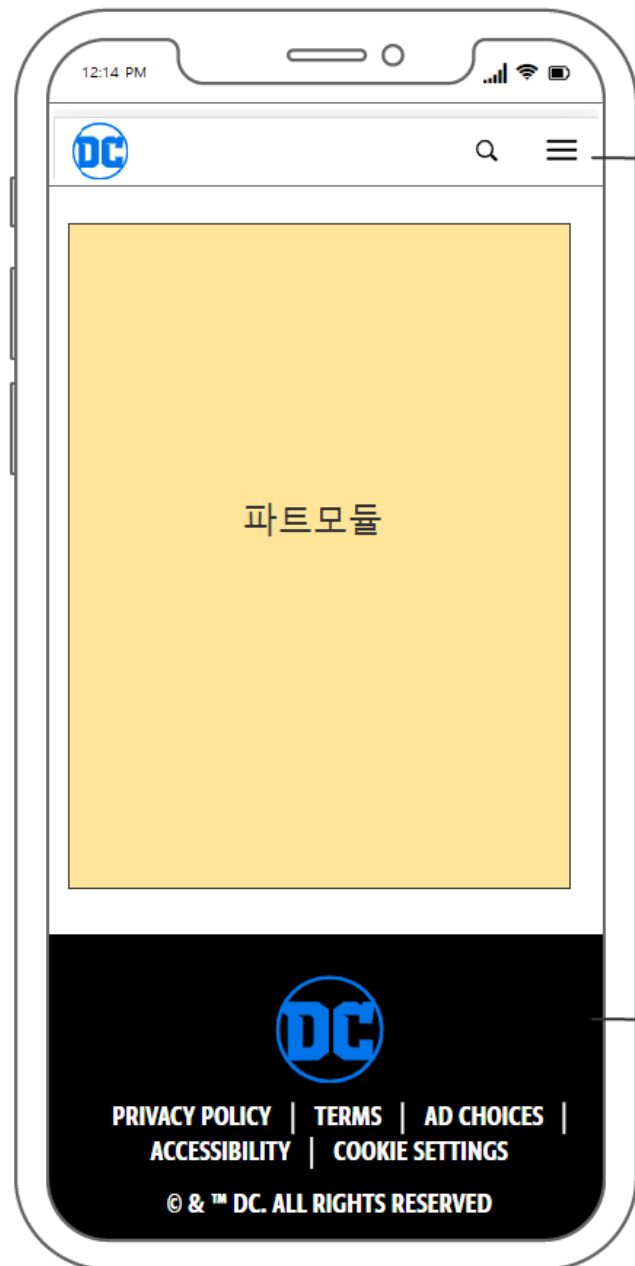 12:14 PM
DC
파트모듈
DC
PRIVACY POLICY | TERMS | AD CHOICES |
ACCESSIBILITY | COOKIE SETTINGS
© & ™ DC. ALL RIGHTS RESERVED